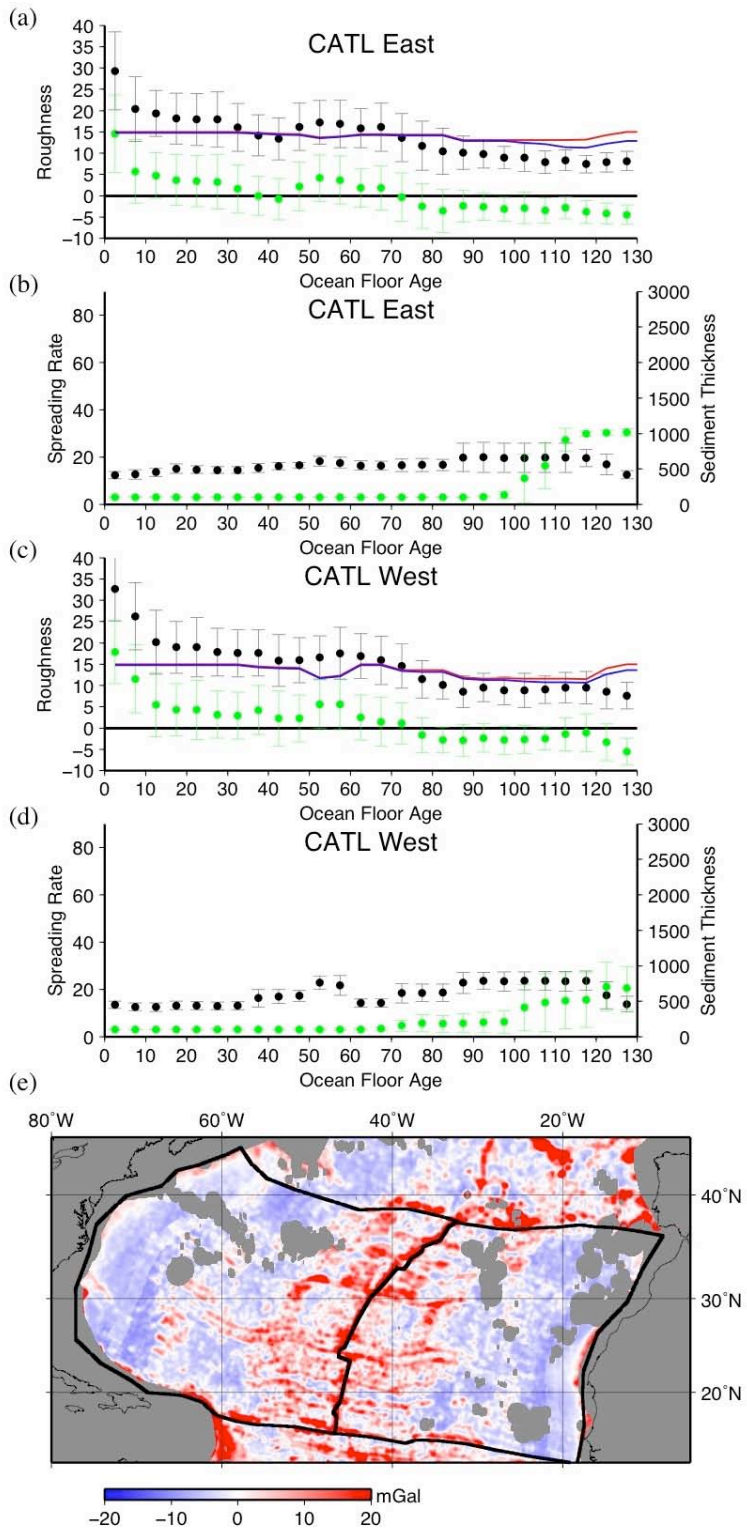 (a)
CATL East
40
35
30
25
20
15
10
5
0
−5
−10
Roughness
0 10 20 30 40 50 60 70 80 90 100 110 120 130
Ocean Floor Age
(b)
CATL East
80
60
40
20
0
Spreading Rate
3000
2500
2000
1500
1000
500
0
Sediment Thickness
0 10 20 30 40 50 60 70 80 90 100 110 120 130
Ocean Floor Age
(c)
CATL West
40
35
30
25
20
15
10
5
0
−5
−10
Roughness
0 10 20 30 40 50 60 70 80 90 100 110 120 130
Ocean Floor Age
(d)
CATL West
80
60
40
20
0
Spreading Rate
3000
2500
2000
1500
1000
500
0
Sediment Thickness
0 10 20 30 40 50 60 70 80 90 100 110 120 130
Ocean Floor Age
(e)
80˚W 60˚W 40˚W 20˚W
40˚N
30˚N
20˚N
mGal
−20 −10 0 10 20